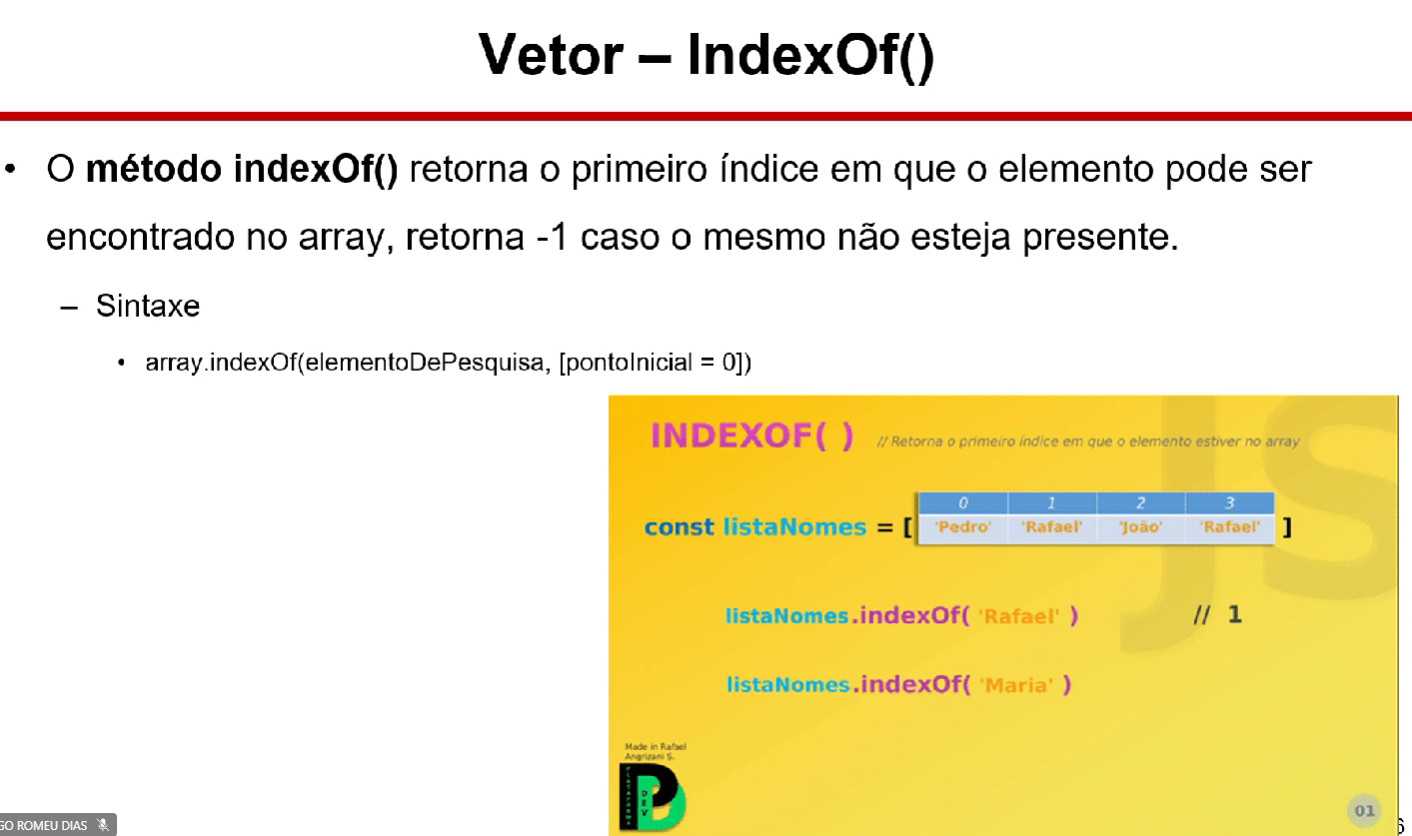 Vetor – IndexOf()
• O método indexOf() retorna o primeiro índice em que o elemento pode ser
encontrado no array, retorna -1 caso o mesmo não esteja presente.
– Sintaxe
• array.indexOf(elementoDePesquisa, [pontoInicial = 0])
JS
INDEXOF( ) // Retorna o primeiro índice em que o elemento estiver no array
0 1 2 3
const listaNomes = [ 'Pedro' 'Rafael' 'João' 'Rafael' ]
listaNomes.indexOf( 'Rafael' ) // 1
listaNomes.indexOf( 'Maria' )
Made in Rafael
Angrizani S.
PLATAFORMA
DEV
01
GO ROMEU DIAS
6